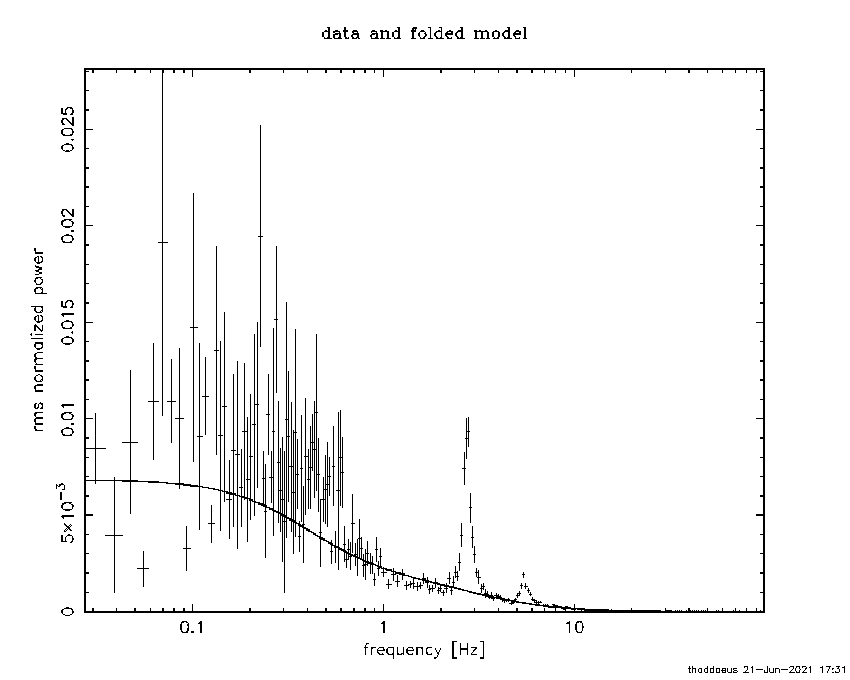 data and folded model
rms normalized power
0.025
0.02
0.015
0.01
5×10⁻³
0
0.1
1
10
frequency [Hz]
thoddaeus 21-Jun-2021 17:31